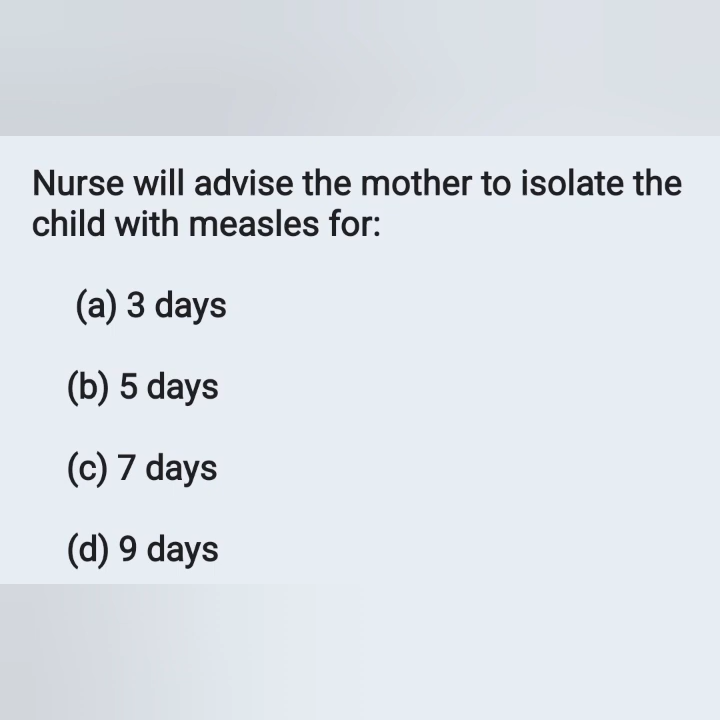 Nurse will advise the mother to isolate the
child with measles for:
(a) 3 days
(b) 5 days
(c) 7 days
(d) 9 days